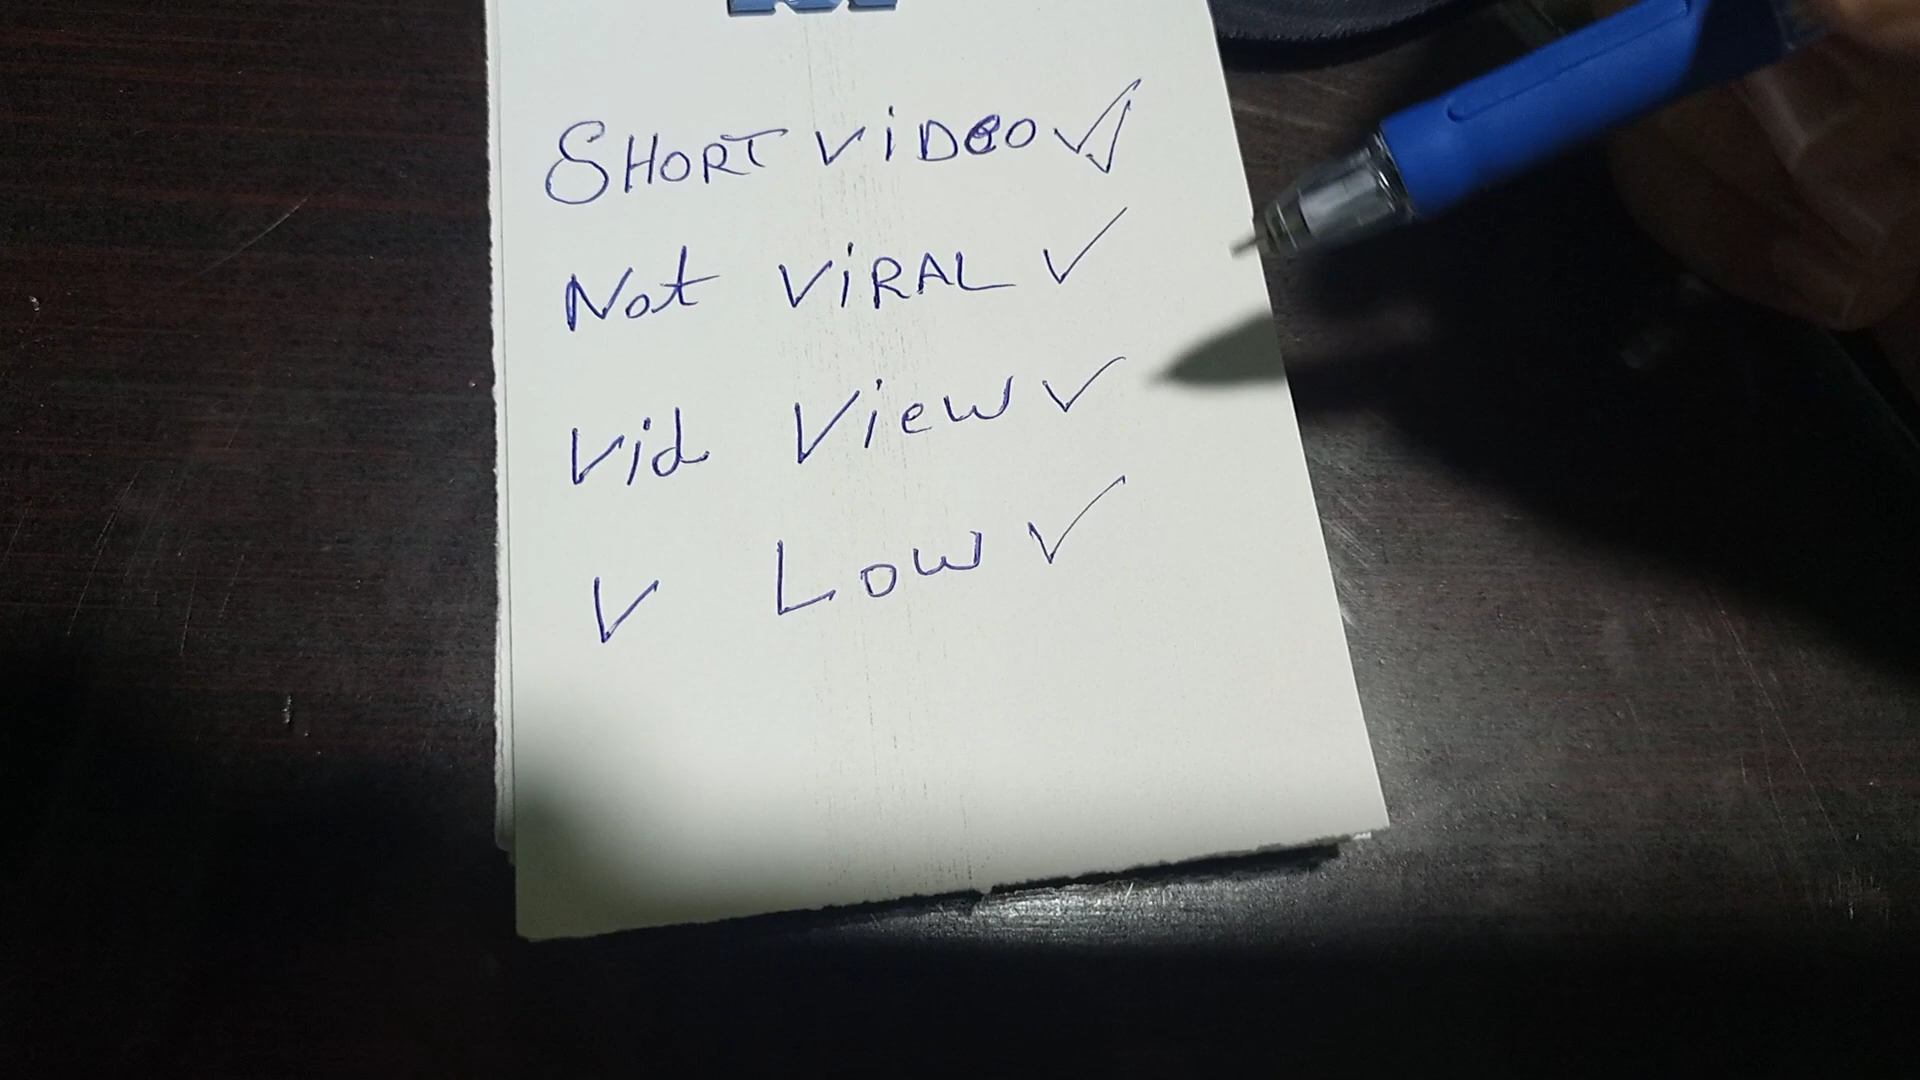 SHORT ViDeO ✓✓
Not ViRAL ✓
Vid View ✓
V Low ✓